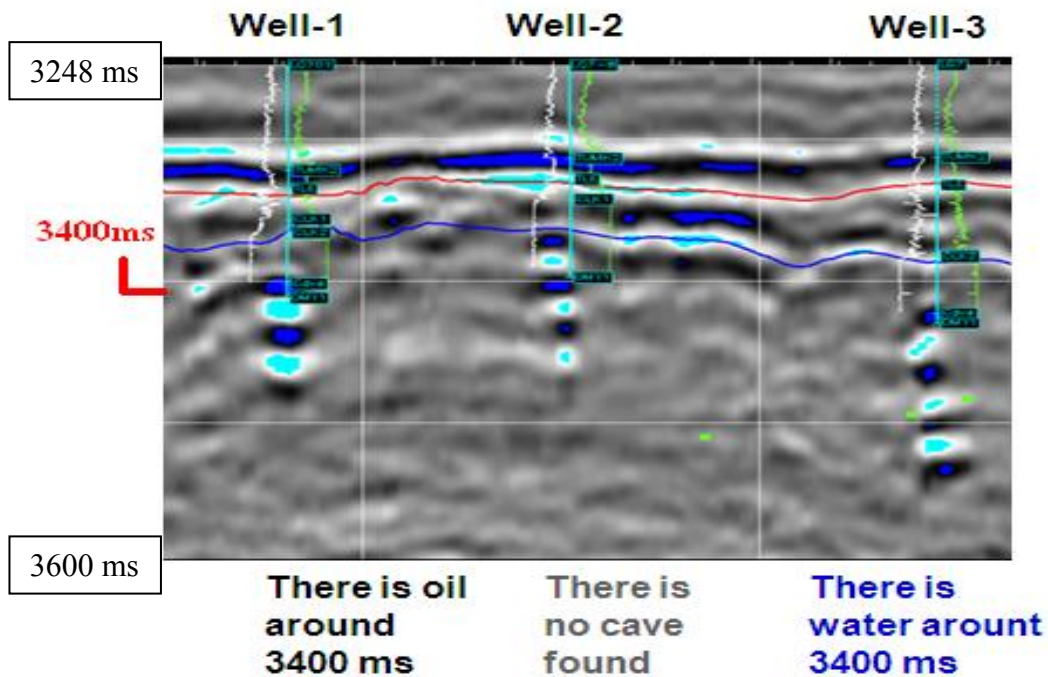 Well-1
Well-2
Well-3
3248 ms
3400ms
3600 ms
There is oil
around
3400 ms
There is
no cave
found
There is
water arount
3400 ms